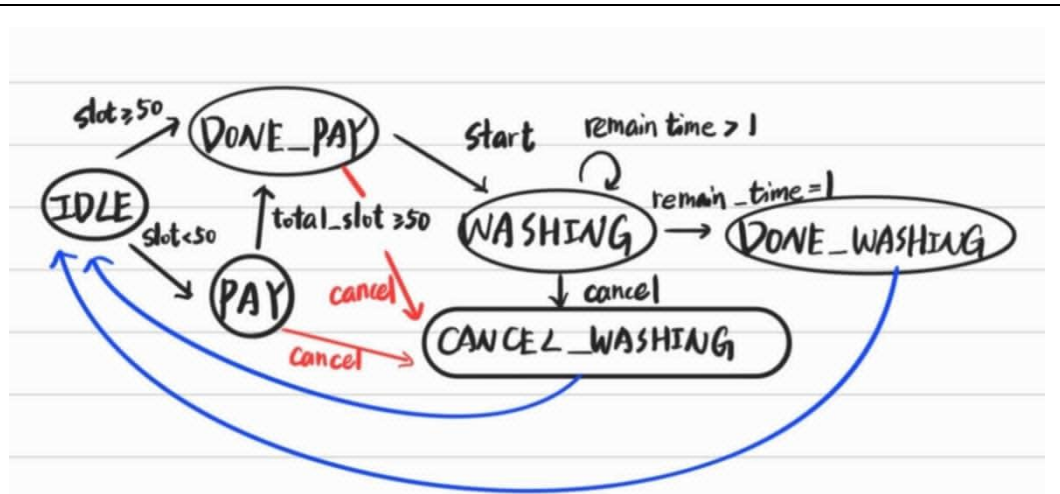 slot≥50
DONE_PAY
start
remain time > 1
IDLE
slot<50
total_slot ≥50
WASHING
remain_time=1
DONE_WASHING
PAY
cancel
cancel
CANCEL_WASHING
cancel